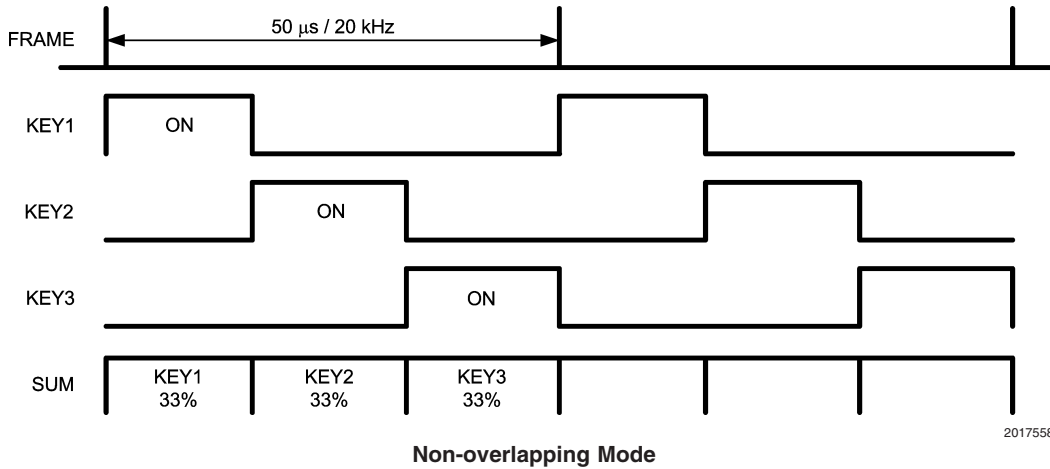 FRAME
50 μs / 20 kHz
KEY1
ON
KEY2
ON
KEY3
ON
SUM
KEY1
33%
KEY2
33%
KEY3
33%
2017558
Non-overlapping Mode